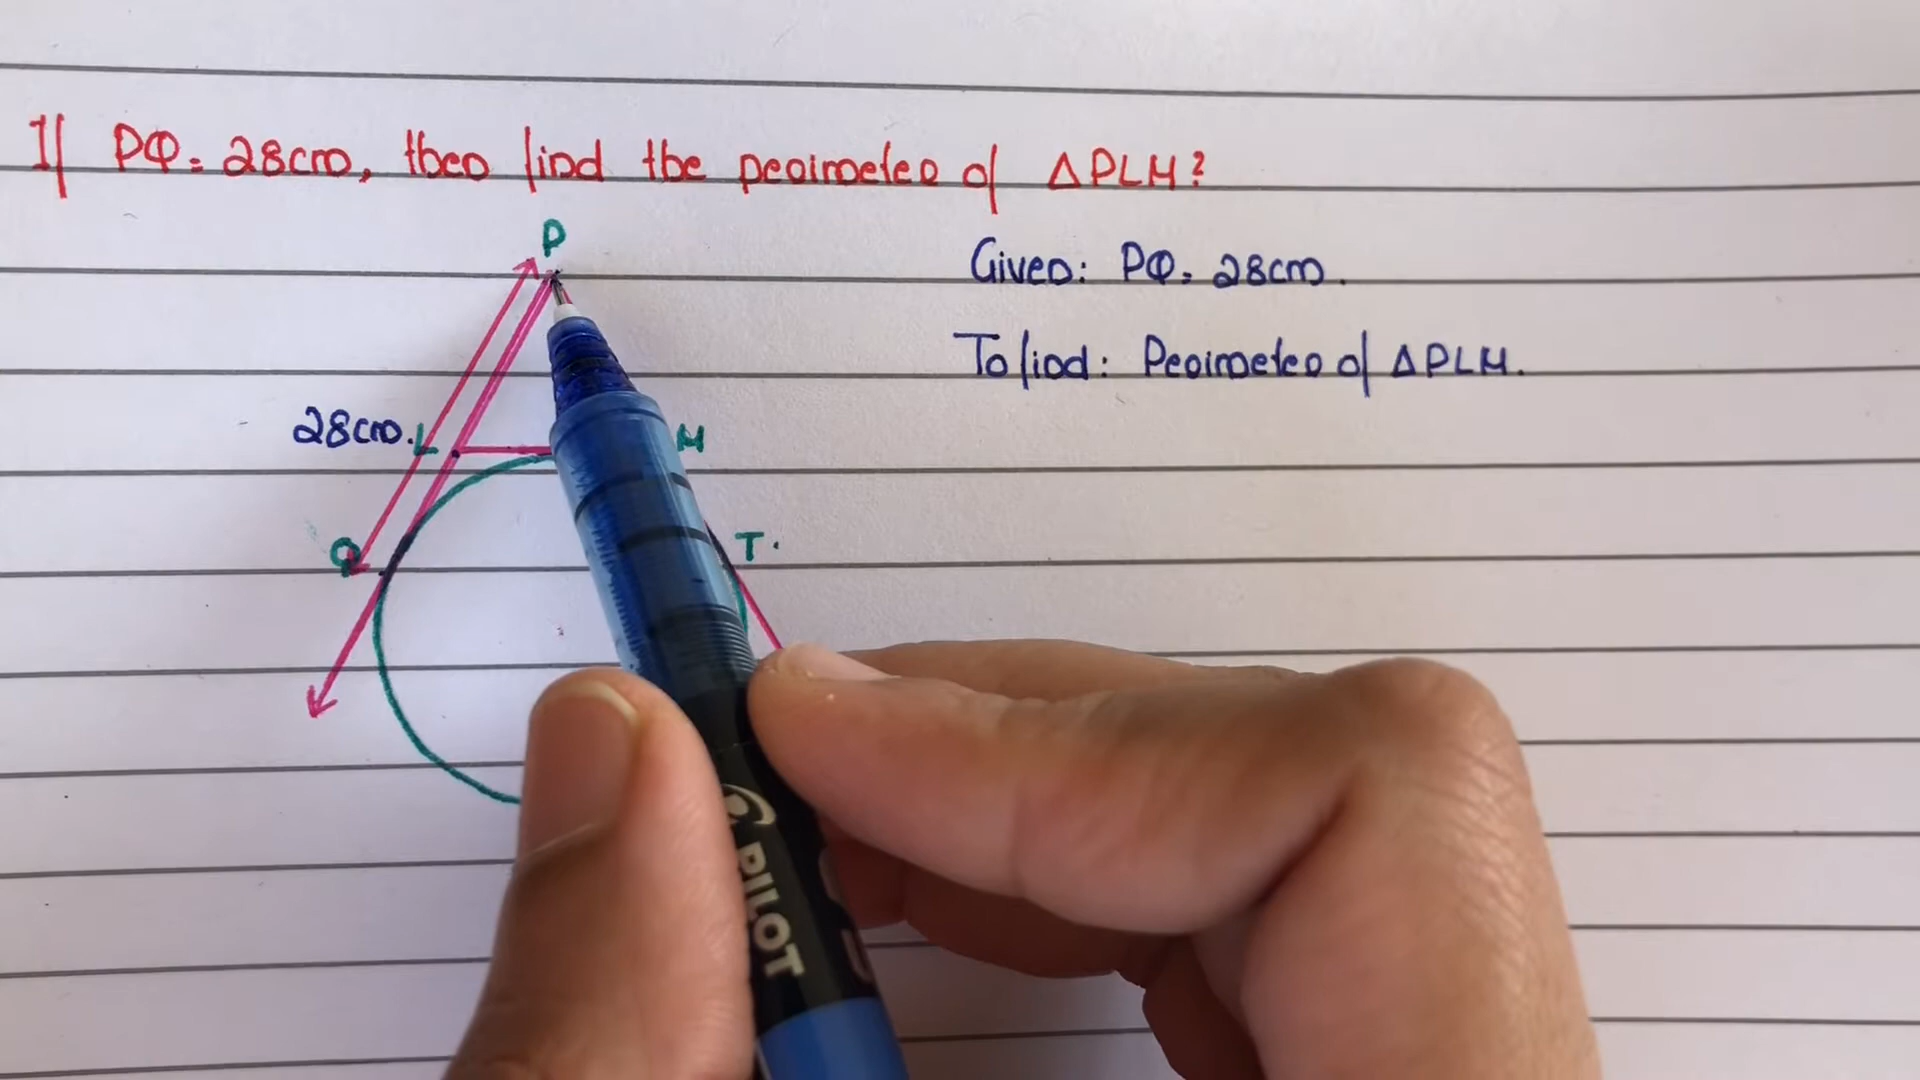 If PQ = 28cm, then find the perimeter of ΔPLM?
P
Given: PQ = 28cm.
To find: Perimeter of ΔPLM.
28cm. L M
Q T.
PILOT